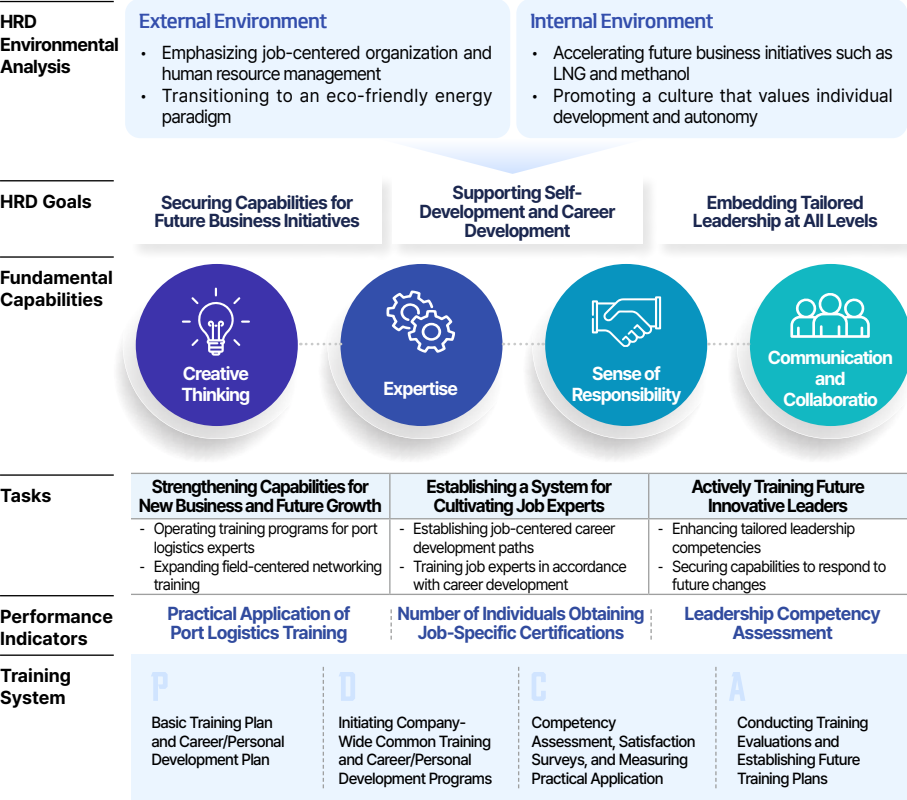 HRD
Environmental
Analysis
External Environment
• Emphasizing job-centered organization and
human resource management
• Transitioning to an eco-friendly energy
paradigm
Internal Environment
• Accelerating future business initiatives such as
LNG and methanol
• Promoting a culture that values individual
development and autonomy
HRD Goals
Securing Capabilities for
Future Business Initiatives
Supporting Self-
Development and Career
Development
Embedding Tailored
Leadership at All Levels
Fundamental
Capabilities
Creative
Thinking
Expertise
Sense of
Responsibility
Communication
and
Collaboratio
Tasks
Strengthening Capabilities for
New Business and Future Growth
- Operating training programs for port
logistics experts
- Expanding field-centered networking
training
Establishing a System for
Cultivating Job Experts
- Establishing job-centered career
development paths
- Training job experts in accordance
with career development
Actively Training Future
Innovative Leaders
- Enhancing tailored leadership
competencies
- Securing capabilities to respond to
future changes
Performance
Indicators
Practical Application of
Port Logistics Training
Number of Individuals Obtaining
Job-Specific Certifications
Leadership Competency
Assessment
Training
System
P
Basic Training Plan
and Career/Personal
Development Plan
D
Initiating Company-
Wide Common Training
and Career/Personal
Development Programs
C
Competency
Assessment, Satisfaction
Surveys, and Measuring
Practical Application
A
Conducting Training
Evaluations and
Establishing Future
Training Plans